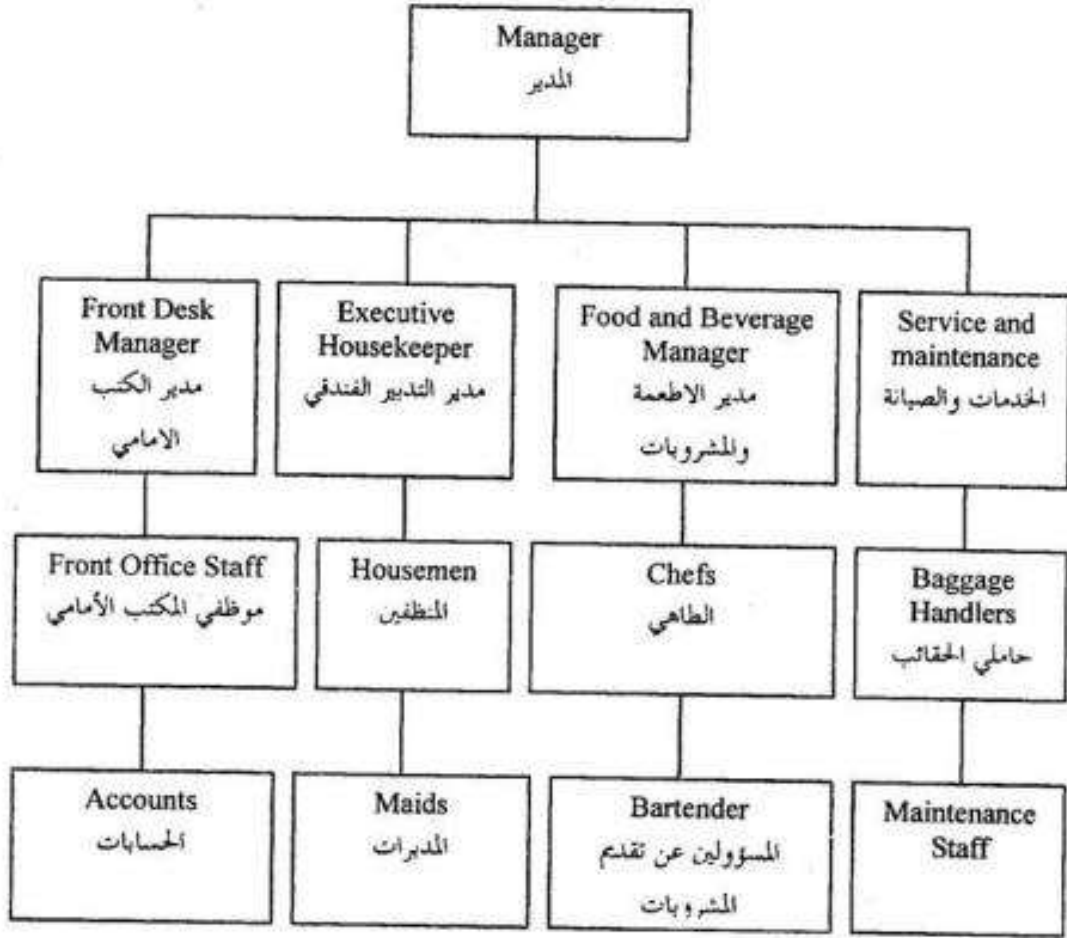 Manager
المدير
Front Desk
Manager
مدير الكتب
الامامي
Executive
Housekeeper
مدير التدبير الفندقي
Food and Beverage
Manager
مدير الاطعمة
والمشروبات
Service and
maintenance
الخدمات والصيانة
Front Office Staff
موظفي المكتب الأمامي
Housemen
المنظفين
Chefs
الطاهي
Baggage
Handlers
حاملي الحقائب
Accounts
الحسابات
Maids
المدبرات
Bartender
المسؤولين عن تقديم
المشروبات
Maintenance
Staff